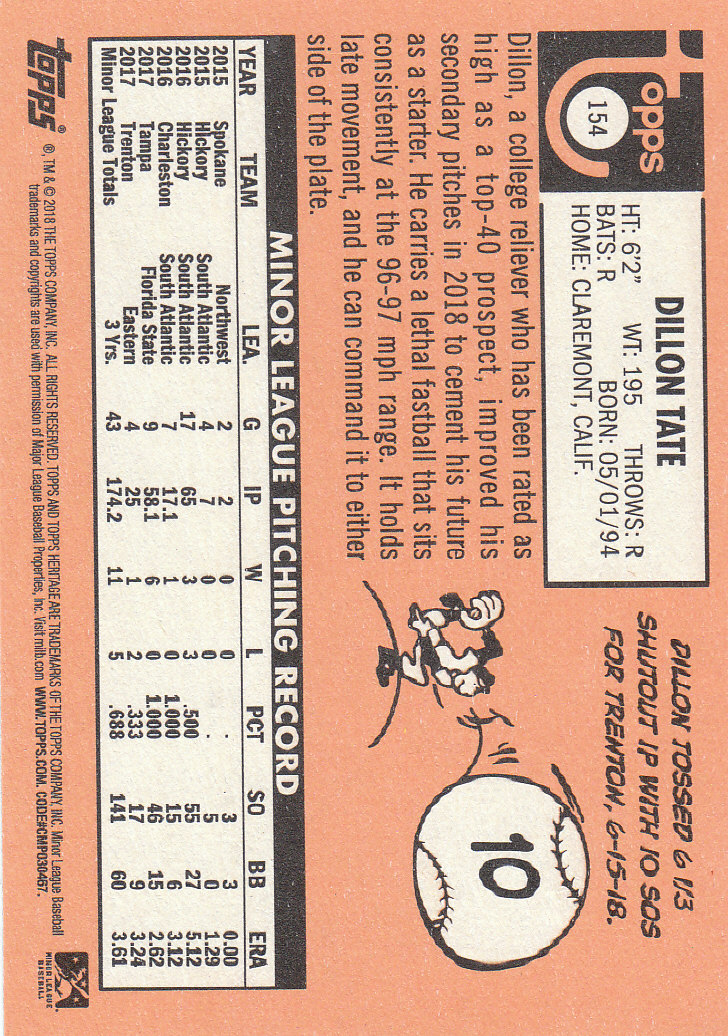 topps
154
DILLON TATE
HT: 6'2" WT: 195 THROWS: R
BATS: R BORN: 05/01/94
HOME: CLAREMONT, CALIF.
Dillon, a college reliever who has been rated as
high as a top-40 prospect, improved his
secondary pitches in 2018 to cement his future
as a starter. He carries a lethal fastball that sits
consistently at the 96-97 mph range. It holds
late movement, and he can command it to either
side of the plate.
DILLON TOSSED 6 1/3
SHUTOUT IP WITH 10 SOS
FOR TRENTON, 6-15-18.
10
MINOR LEAGUE PITCHING RECORD
YEAR TEAM LEA. G IP W L PCT SO BB ERA
2015 Spokane Northwest 2 2 0 0 . 3 3 0.00
2015 Hickory South Atlantic 4 7 0 0 . 5 0 1.29
2016 Hickory South Atlantic 17 65 3 3 .500 55 27 5.12
2016 Charleston South Atlantic 7 17.1 1 0 1.000 15 6 3.12
2017 Tampa Florida State 9 58.1 6 0 1.000 46 15 2.62
2017 Trenton Eastern 4 25 1 2 .333 17 9 3.24
Minor League Totals 3 Yrs. 43 174.2 11 5 .688 141 60 3.61
topps®
®, TM & © 2018 THE TOPPS COMPANY, INC. ALL RIGHTS RESERVED. TOPPS AND TOPPS HERITAGE ARE TRADEMARKS OF THE TOPPS COMPANY, INC. Minor League Baseball
trademarks and copyrights are used with permission of Major League Baseball Properties, Inc. Visit milb.com WWW.TOPPS.COM. CODE#CMP030467.
MINOR LEAGUE
BASEBALL